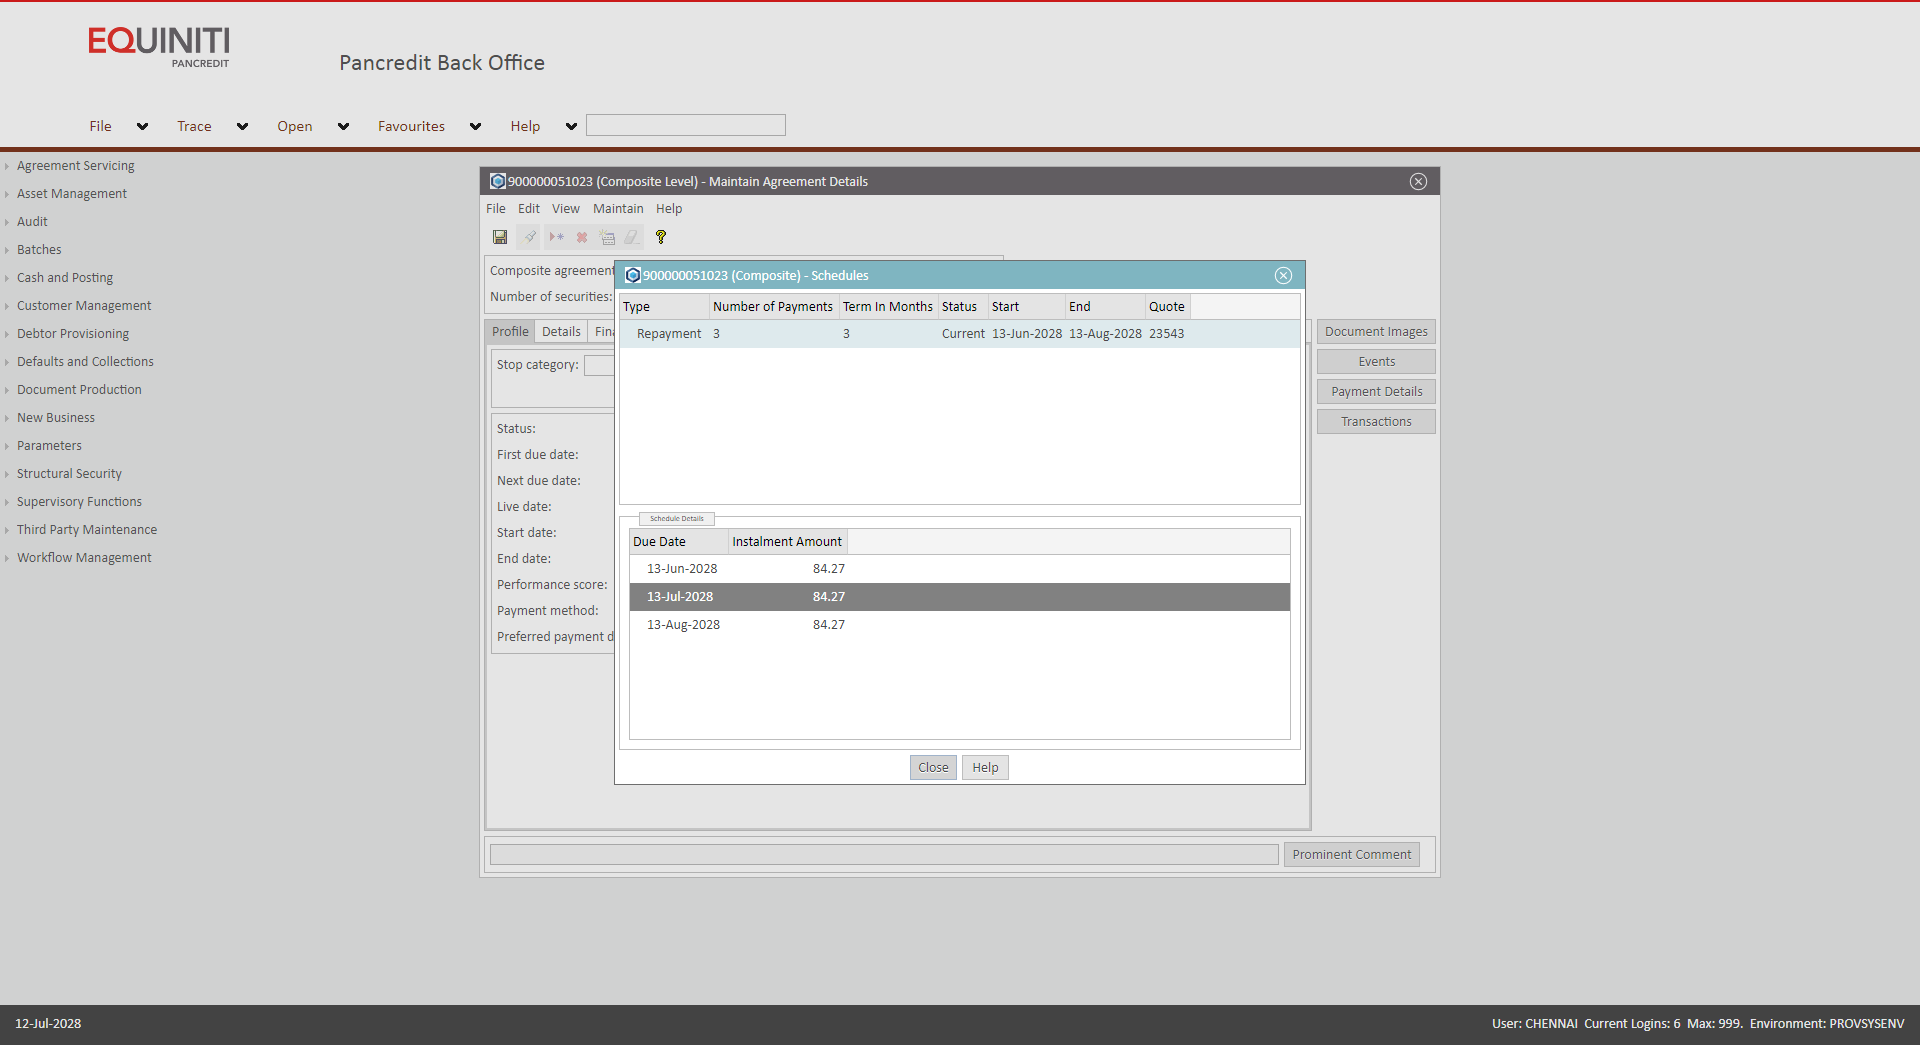 EQUINITI
PANCREDIT
Pancredit Back Office
File Trace Open Favourites Help
Agreement Servicing
Asset Management
Audit
Batches
Cash and Posting
Customer Management
Debtor Provisioning
Defaults and Collections
Document Production
New Business
Parameters
Structural Security
Supervisory Functions
Third Party Maintenance
Workflow Management
900000051023 (Composite Level) - Maintain Agreement Details
File Edit View Maintain Help
Composite agreement
Number of securities:
Profile Details Fin
Stop category:
Status:
First due date:
Next due date:
Live date:
Start date:
End date:
Performance score:
Payment method:
Preferred payment d
900000051023 (Composite) - Schedules
Type Number of Payments Term In Months Status Start End Quote
Repayment 3 3 Current 13-Jun-2028 13-Aug-2028 23543
Schedule Details
Due Date Instalment Amount
13-Jun-2028 84.27
13-Jul-2028 84.27
13-Aug-2028 84.27
Close Help
Document Images
Events
Payment Details
Transactions
Prominent Comment
12-Jul-2028
User: CHENNAI Current Logins: 6 Max: 999. Environment: PROVSYSENV